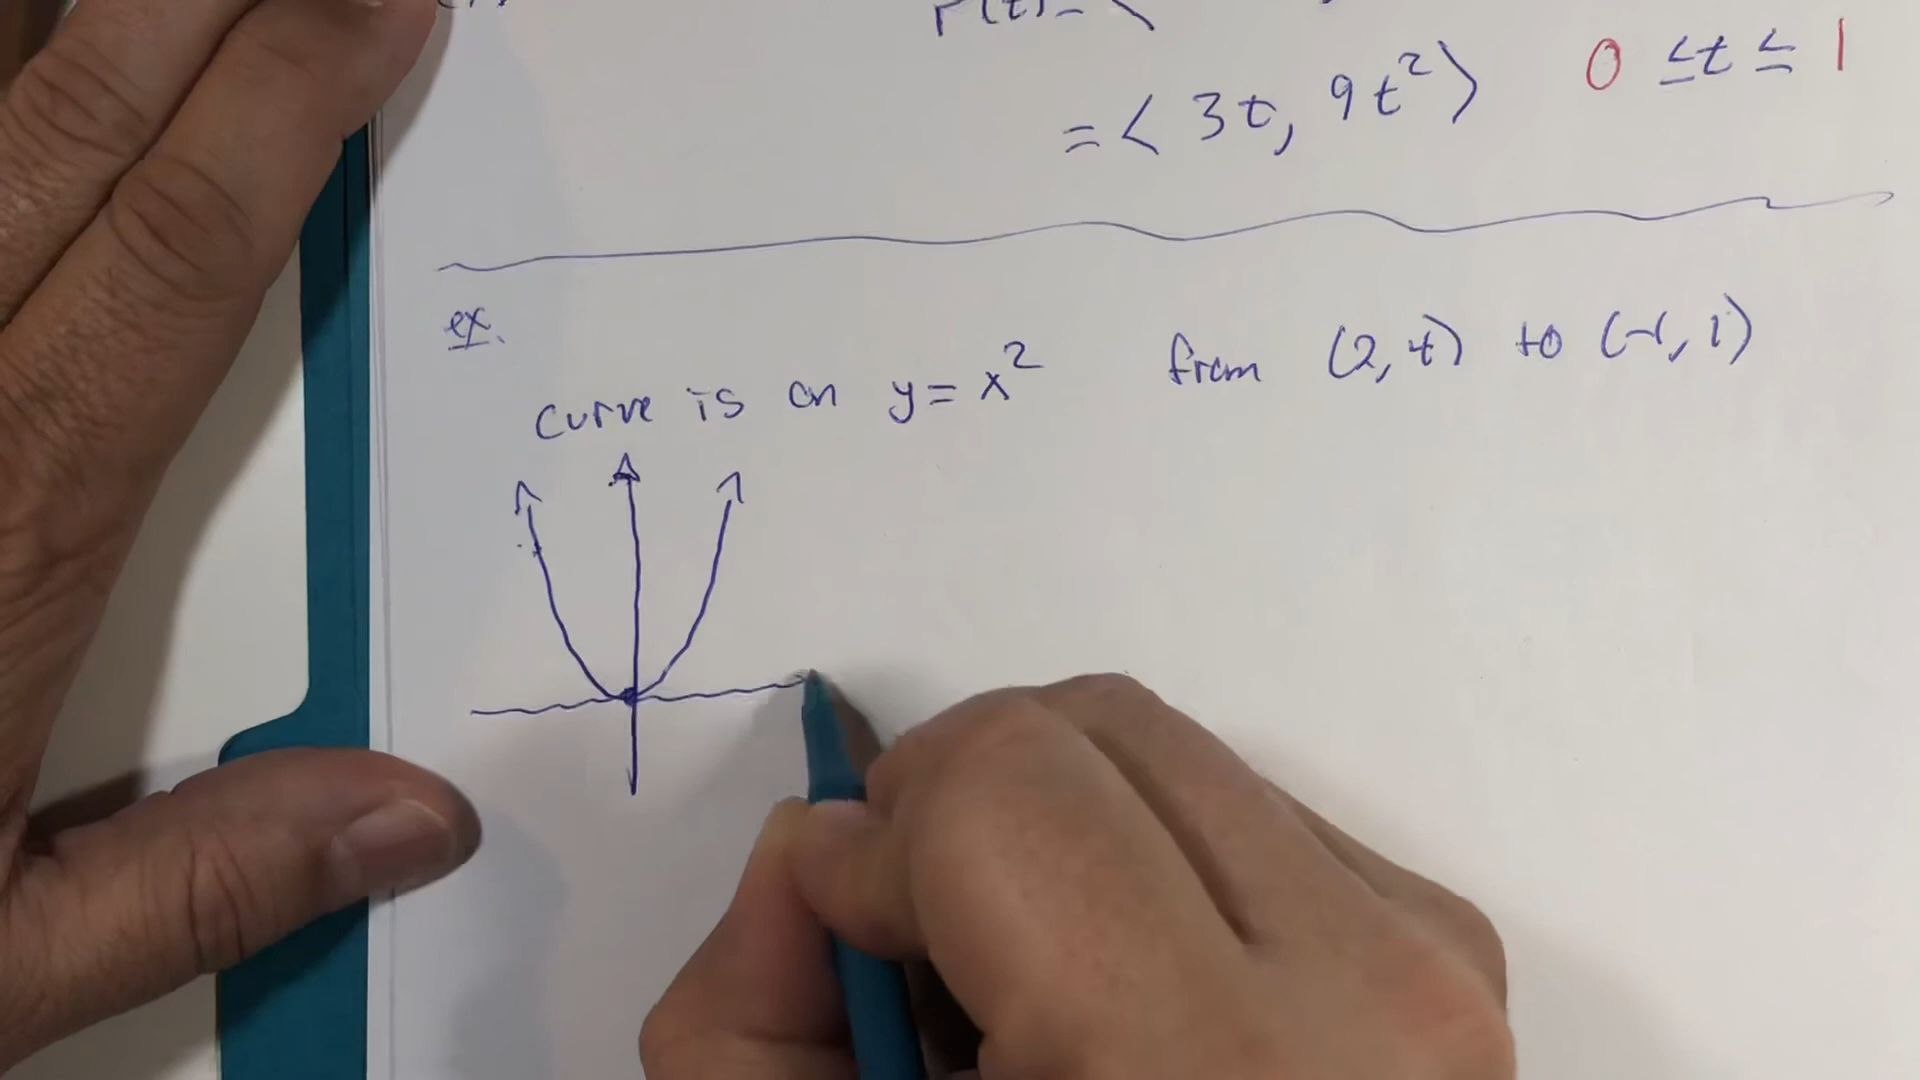 r(t) = ⟨
= ⟨ 3t, 9t² ⟩ 0 ≤ t ≤ 1
ex.
Curve is on y = x² from (2, 4) to (-1, 1)